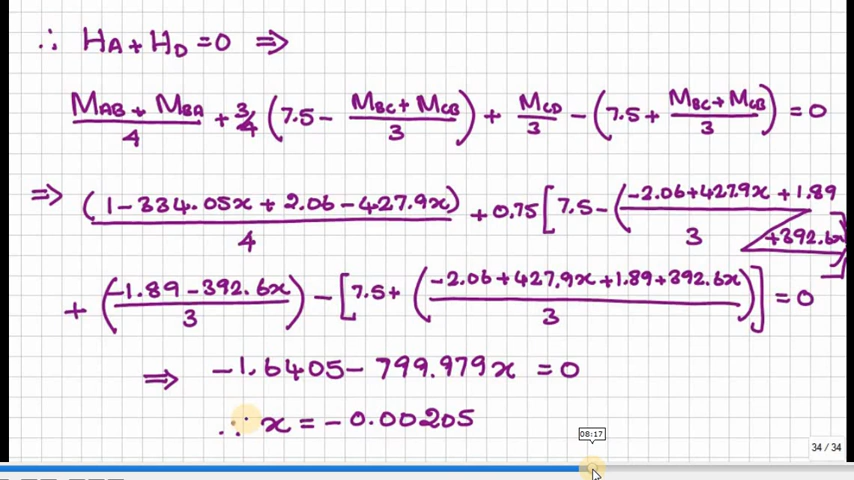 ∴ HA + HD = 0 ⇒
(MAB + MBA)/4 + 3/4 (7.5 - (MBC + MCB)/3) + MCD/3 - (7.5 + (MBC + MCB)/3) = 0
⇒ (1 - 334.05x + 2.06 - 427.9x)/4 + 0.75 [7.5 - (-2.06 + 427.9x + 1.89 + 392.6x)/3]
+ (-1.89 - 392.6x)/3 - [7.5 + ((-2.06 + 427.9x + 1.89 + 392.6x)/3)] = 0
⇒ -1.6405 - 799.979x = 0
∴ x = -0.00205
08:17
34 / 34